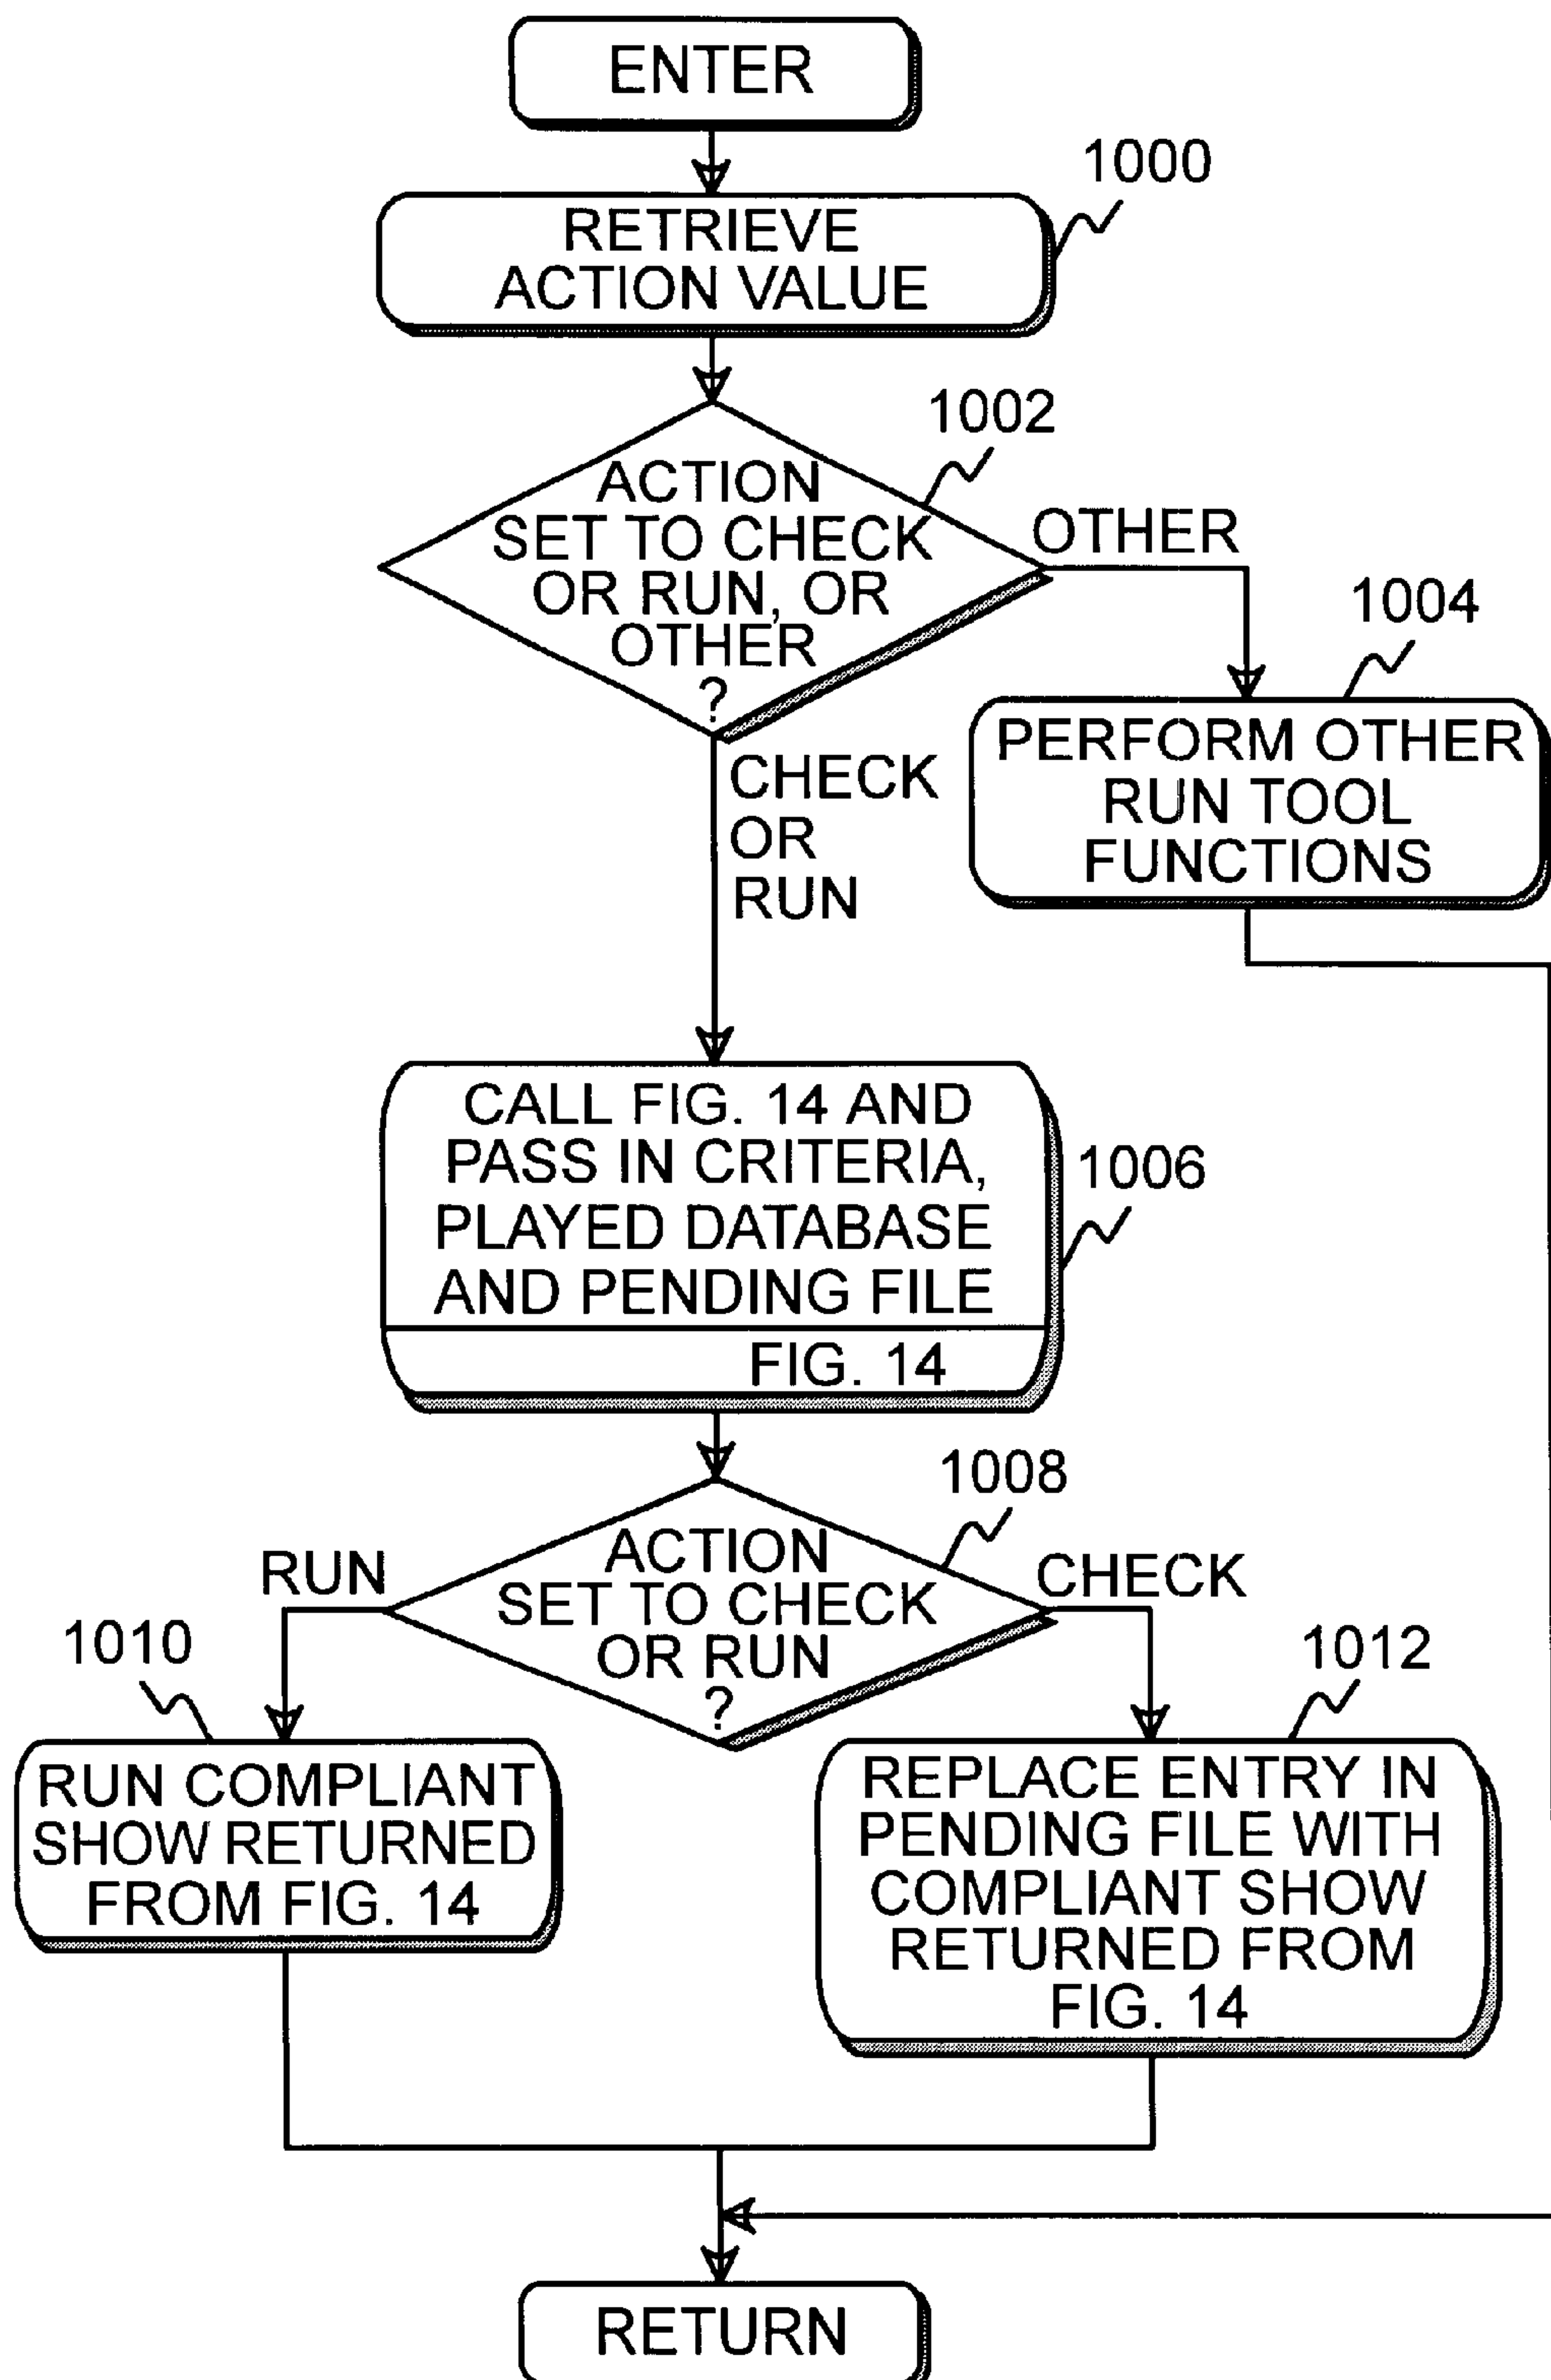 ENTER
1000
RETRIEVE
ACTION VALUE
1002
ACTION
SET TO CHECK
OR RUN, OR
OTHER
?
OTHER
1004
PERFORM OTHER
RUN TOOL
FUNCTIONS
CHECK
OR
RUN
CALL FIG. 14 AND
PASS IN CRITERIA,
PLAYED DATABASE
AND PENDING FILE
FIG. 14
1006
1008
ACTION
SET TO CHECK
OR RUN
?
RUN
CHECK
1010
RUN COMPLIANT
SHOW RETURNED
FROM FIG. 14
1012
REPLACE ENTRY IN
PENDING FILE WITH
COMPLIANT SHOW
RETURNED FROM
FIG. 14
RETURN